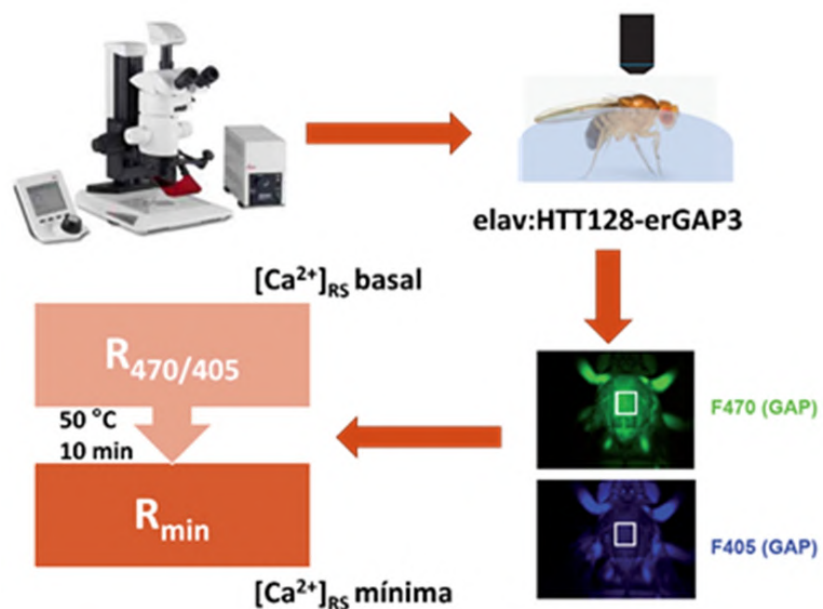 elav:HTT128-erGAP3
[Ca²⁺]RS basal
R470/405
50 °C
10 min
Rmin
[Ca²⁺]RS mínima
F470 (GAP)
F405 (GAP)